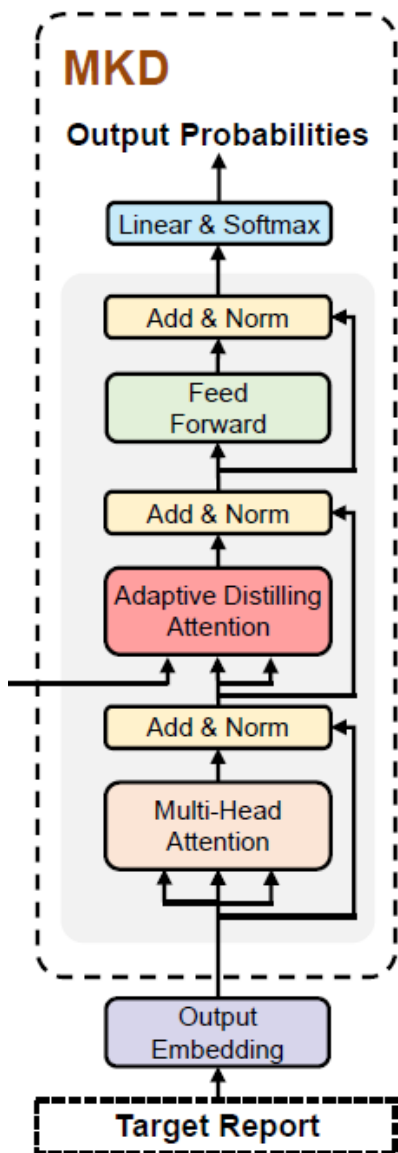 MKD
Output Probabilities
Linear & Softmax
Add & Norm
Feed
Forward
Add & Norm
Adaptive Distilling
Attention
Add & Norm
Multi-Head
Attention
Output
Embedding
Target Report